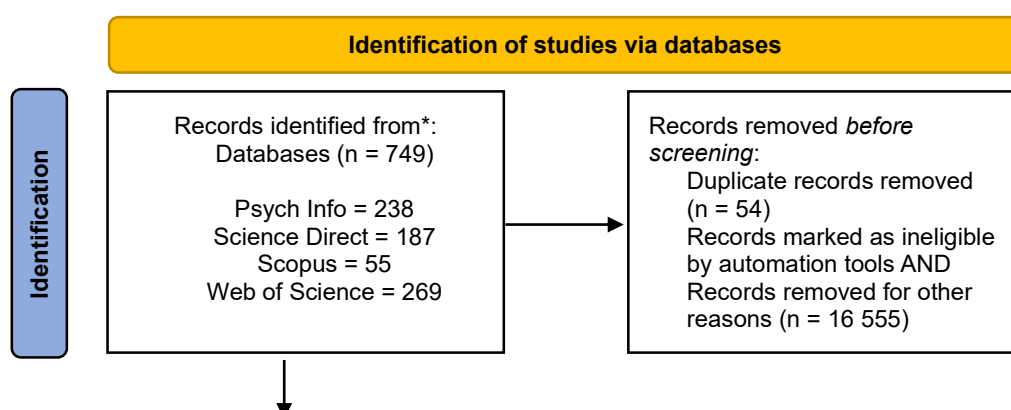 Identification of studies via databases
Identification
Records identified from*:
Databases (n = 749)
Psych Info = 238
Science Direct = 187
Scopus = 55
Web of Science = 269
Records removed before
screening:
Duplicate records removed
(n = 54)
Records marked as ineligible
by automation tools AND
Records removed for other
reasons (n = 16 555)